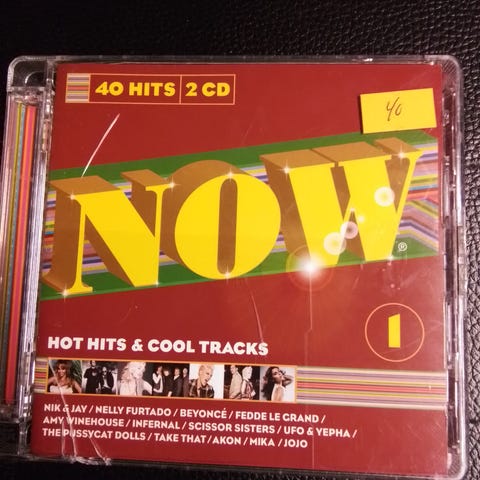 40 HITS 2 CD
40
NOW
®
1
HOT HITS & COOL TRACKS
NIK & JAY / NELLY FURTADO / BEYONCÉ / FEDDE LE GRAND /
AMY WINEHOUSE / INFERNAL / SCISSOR SISTERS / UFO & YEPHA /
THE PUSSYCAT DOLLS / TAKE THAT / AKON / MIKA / JOJO